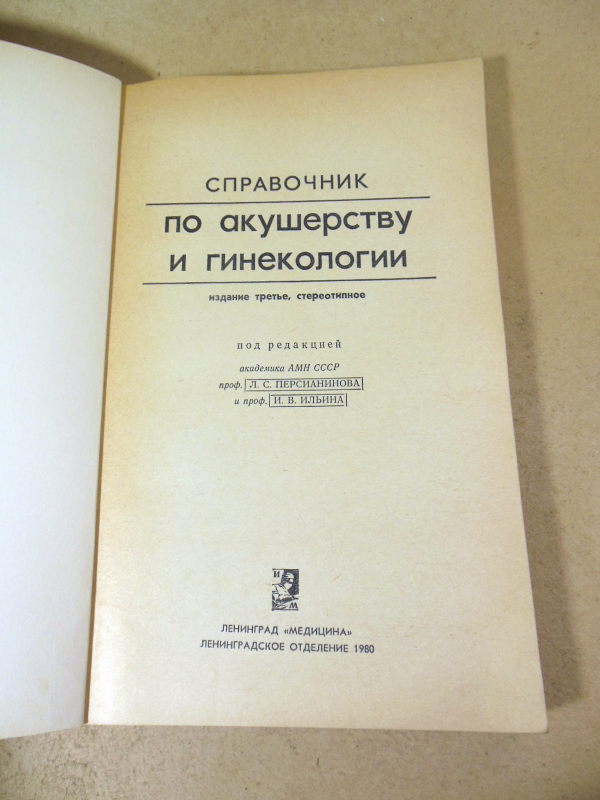 СПРАВОЧНИК
по акушерству
и гинекологии
издание третье, стереотипное
под редакцией
академика АМН СССР
проф. Л. С. ПЕРСИАНИНОВА
и проф. И. В. ИЛЬИНА
И
М
ЛЕНИНГРАД «МЕДИЦИНА»
ЛЕНИНГРАДСКОЕ ОТДЕЛЕНИЕ 1980